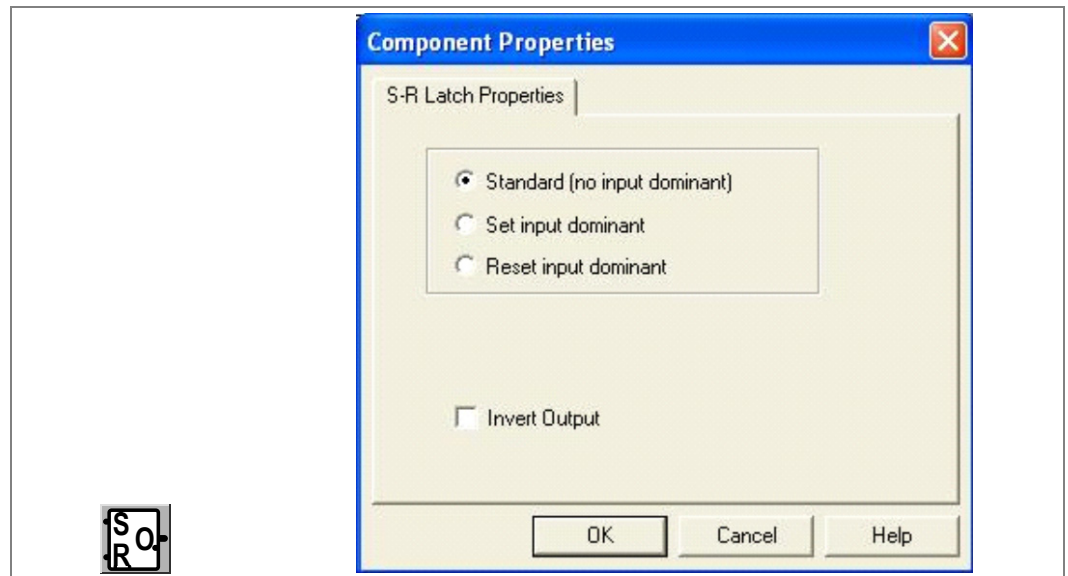 Component Properties
S-R Latch Properties
Standard (no input dominant)
Set input dominant
Reset input dominant
Invert Output
OK
Cancel
Help
S
O
R